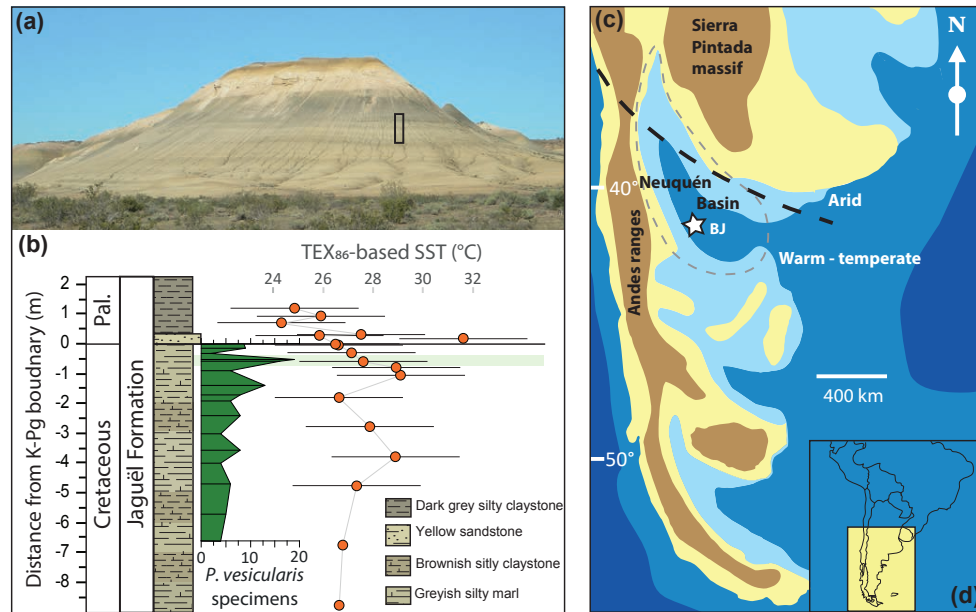 (a)
(b)
TEX₈₆-based SST (°C)
24 26 28 30 32
Distance from K-Pg boudnary (m)
2
1
0
-1
-2
-3
-4
-5
-6
-7
-8
Pal.
Cretaceous
Jagüël Formation
0 10 20
P. vesicularis
specimens
Dark grey silty claystone
Yellow sandstone
Brownish sitly claystone
Greyish silty marl
(c)
Sierra
Pintada
massif
N
40°
Neuquén
Basin
BJ
Arid
Warm - temperate
Andes ranges
400 km
50°
(d)